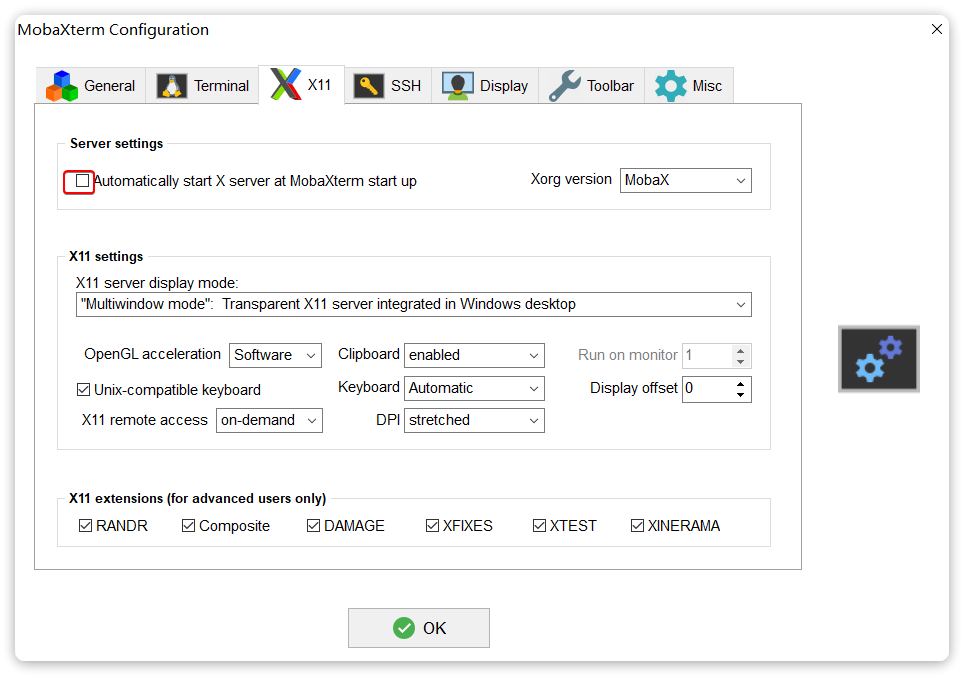 MobaXterm Configuration
General Terminal X11 SSH Display Toolbar Misc
Server settings
Automatically start X server at MobaXterm start up Xorg version MobaX
X11 settings
X11 server display mode:
"Multiwindow mode": Transparent X11 server integrated in Windows desktop
OpenGL acceleration Software Clipboard enabled Run on monitor 1
Unix-compatible keyboard Keyboard Automatic Display offset 0
X11 remote access on-demand DPI stretched
X11 extensions (for advanced users only)
RANDR Composite DAMAGE XFIXES XTEST XINERAMA
OK